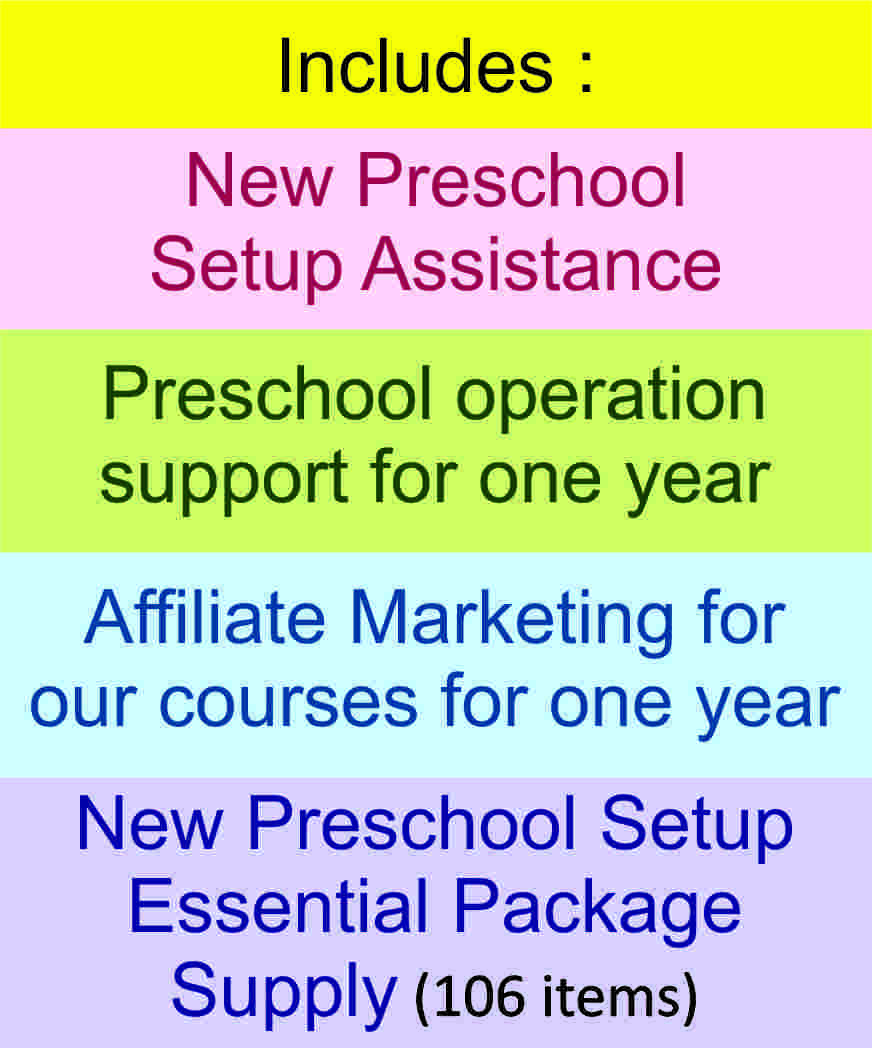 Includes :
New Preschool
Setup Assistance
Preschool operation
support for one year
Affiliate Marketing for
our courses for one year
New Preschool Setup
Essential Package
Supply (106 items)